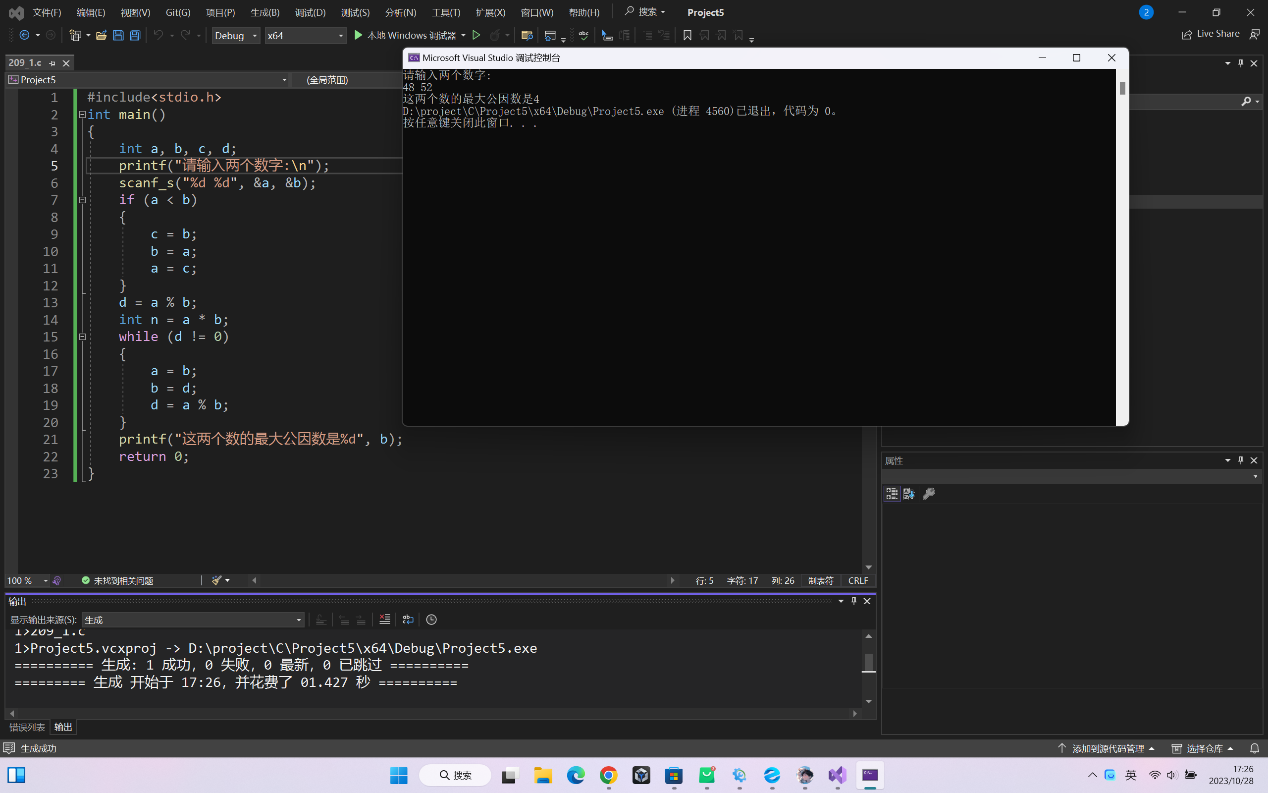 文件(F) 编辑(E) 视图(V) Git(G) 项目(P) 生成(B) 调试(D) 测试(S) 分析(N) 工具(T) 扩展(X) 窗口(W) 帮助(H) 搜索 Project5 2
Debug x64 本地 Windows 调试器 Live Share
209_1.c
Project5 (全局范围)
1 #include<stdio.h>
2 int main()
3 {
4 int a, b, c, d;
5 printf("请输入两个数字:\n");
6 scanf_s("%d %d", &a, &b);
7 if (a < b)
8 {
9 c = b;
10 b = a;
11 a = c;
12 }
13 d = a % b;
14 int n = a * b;
15 while (d != 0)
16 {
17 a = b;
18 b = d;
19 d = a % b;
20 }
21 printf("这两个数的最大公因数是%d", b);
22 return 0;
23 }
Microsoft Visual Studio 调试控制台
请输入两个数字:
48 52
这两个数的最大公因数是4
D:\project\C\Project5\x64\Debug\Project5.exe (进程 4560)已退出，代码为 0。
按任意键关闭此窗口. . .
属性
100 % 未找到相关问题 行: 5 字符: 17 列: 26 制表符 CRLF
输出
显示输出来源(S): 生成
1>209_1.c
1>Project5.vcxproj -> D:\project\C\Project5\x64\Debug\Project5.exe
========== 生成: 1 成功，0 失败，0 最新，0 已跳过 ==========
========= 生成 开始于 17:26，并花费了 01.427 秒 ==========
错误列表 输出
生成成功 添加到源代码管理 选择仓库
搜索 英 17:26
2023/10/28